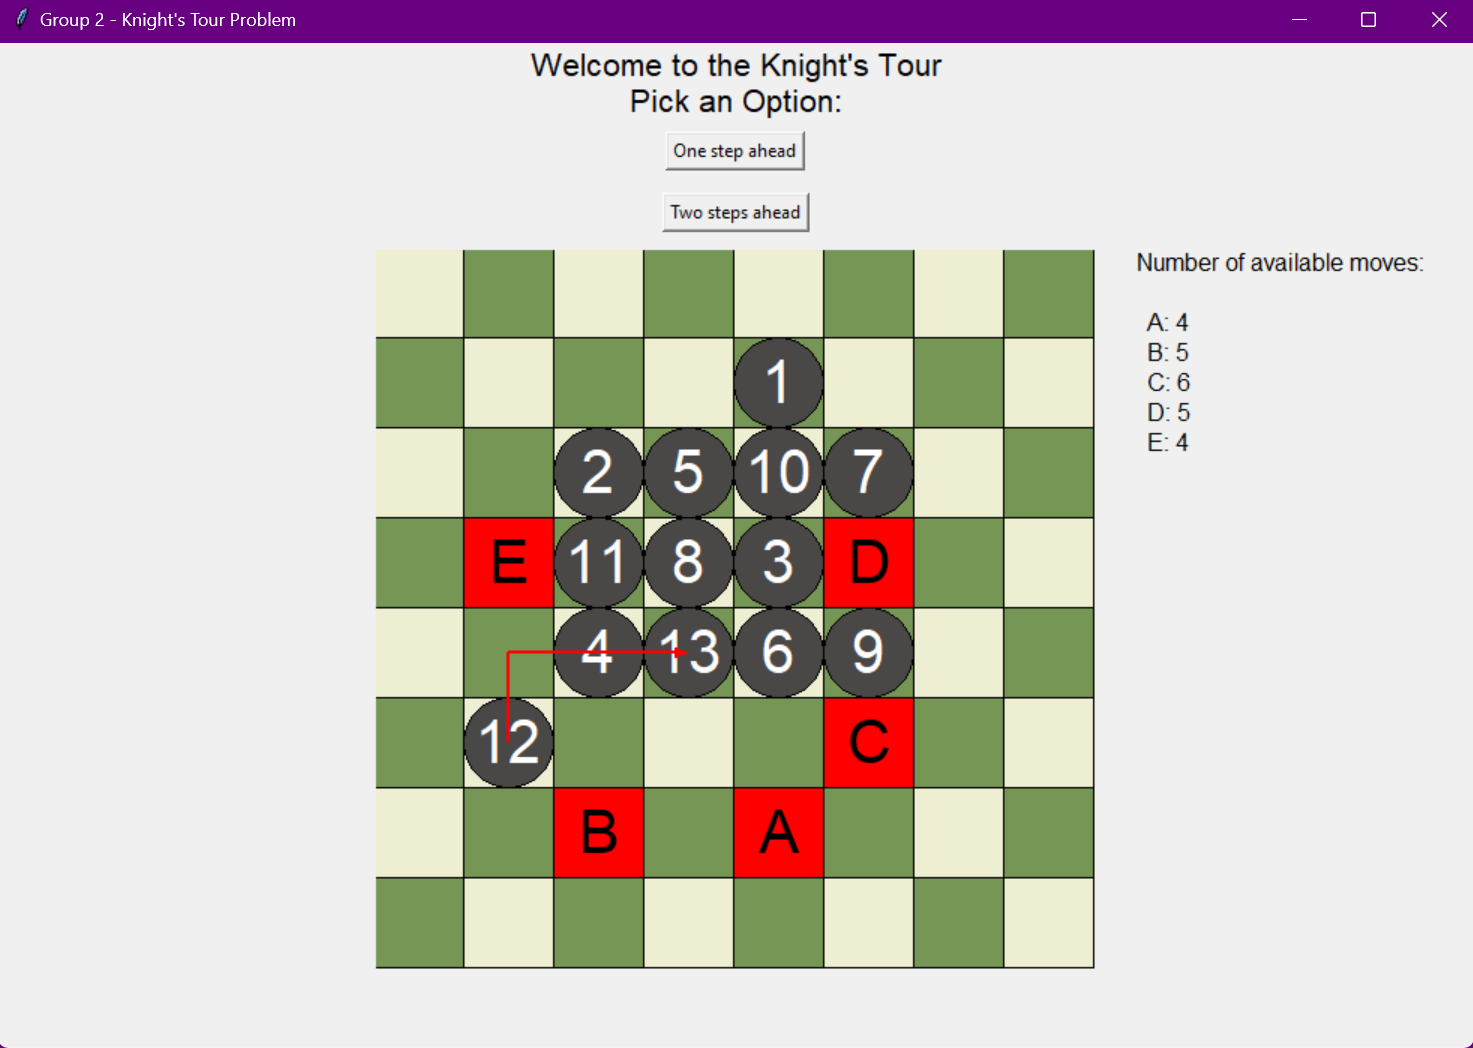 Group 2 - Knight's Tour Problem
Welcome to the Knight's Tour
Pick an Option:
One step ahead
Two steps ahead
Number of available moves:
A: 4
B: 5
C: 6
D: 5
E: 4
1
2 5 10 7
E 11 8 3 D
4 13 6 9
12 C
B A